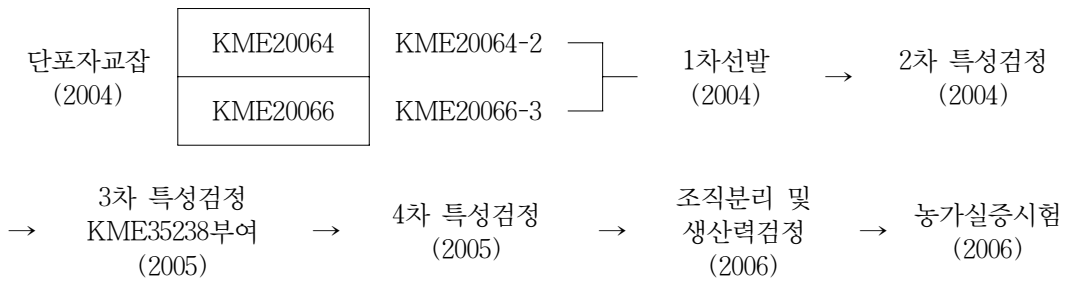 단포자교잡
(2004)
KME20064
KME20066
KME20064-2
KME20066-3
1차선발
(2004)
→
2차 특성검정
(2004)
→
3차 특성검정
KME35238부여
(2005)
→
4차 특성검정
(2005)
→
조직분리 및
생산력검정
(2006)
→
농가실증시험
(2006)